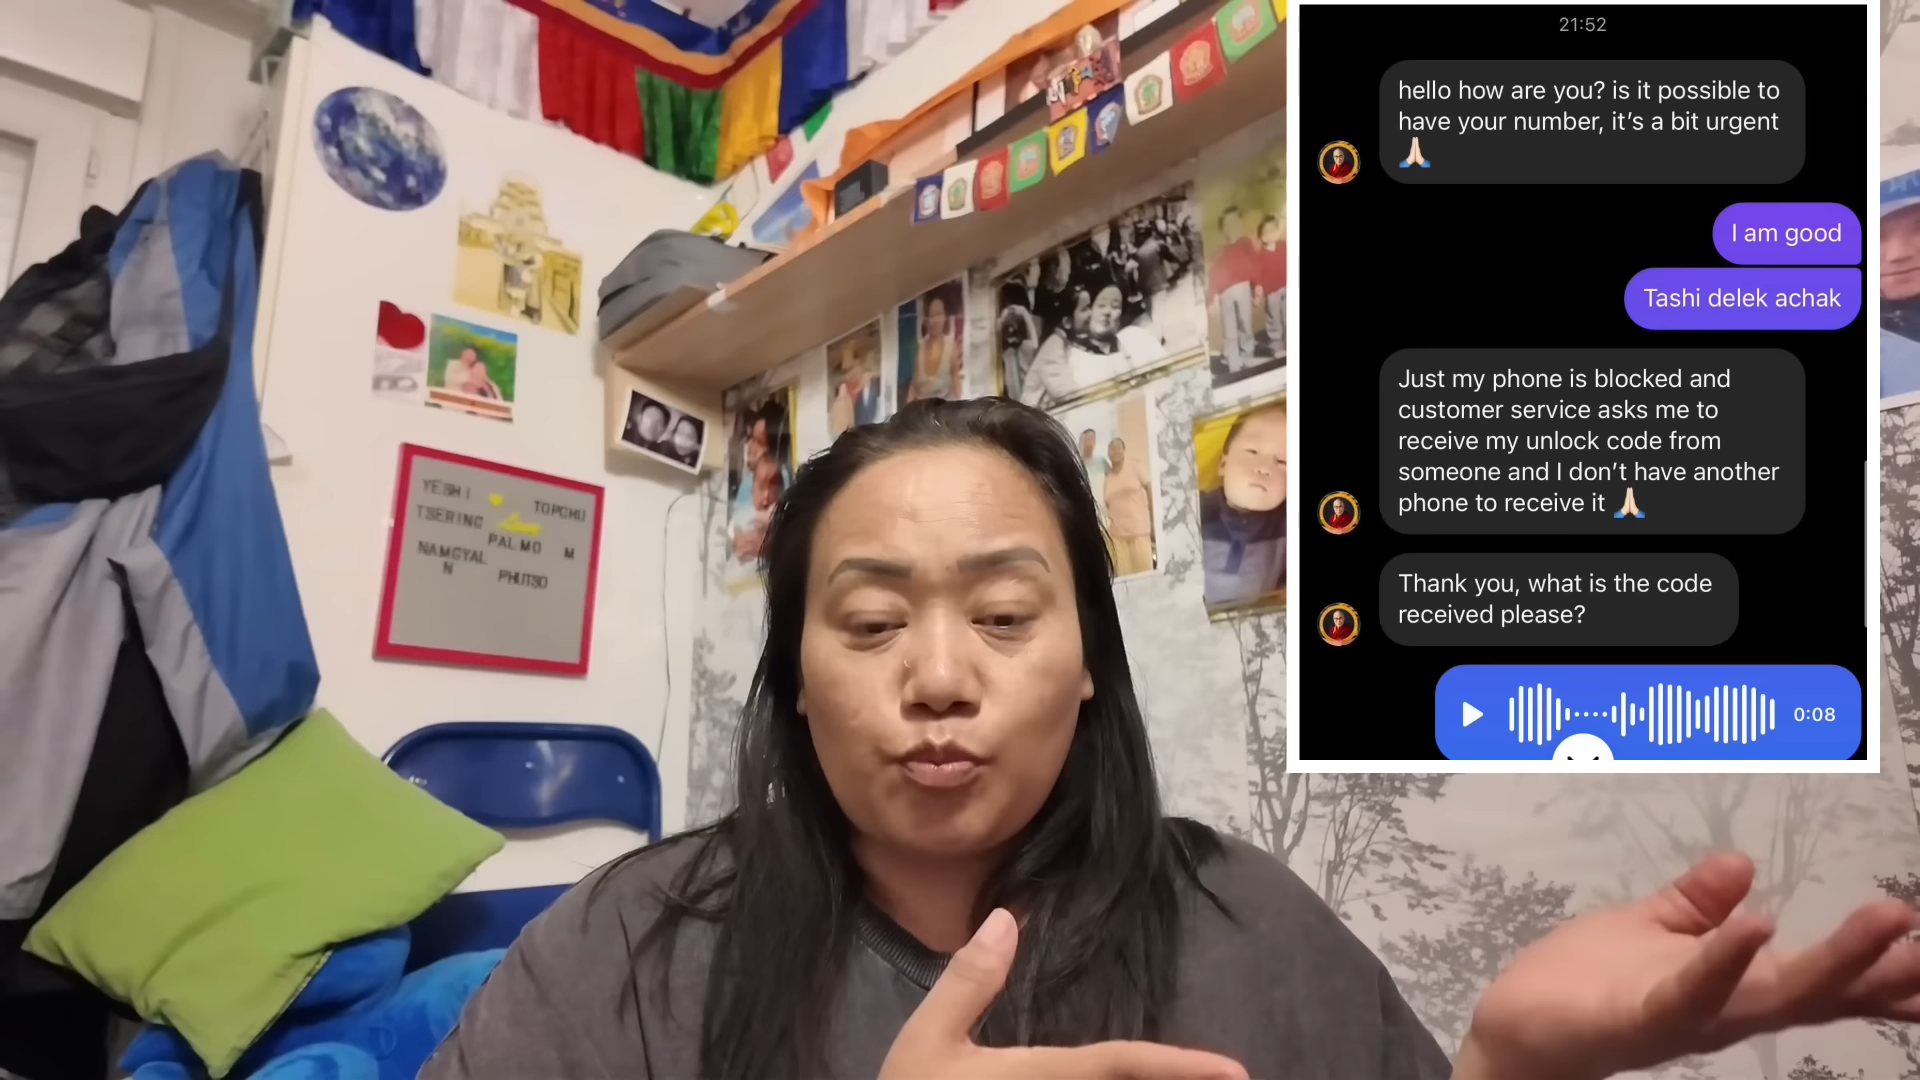 YESHI
TOPCHU
TSERING
Love
PALMO M
NAMGYAL
N
PHUTSO
21:52
hello how are you? is it possible to
have your number, it’s a bit urgent
🙏🏻
I am good
Tashi delek achak
Just my phone is blocked and
customer service asks me to
receive my unlock code from
someone and I don’t have another
phone to receive it 🙏🏻
Thank you, what is the code
received please?
0:08